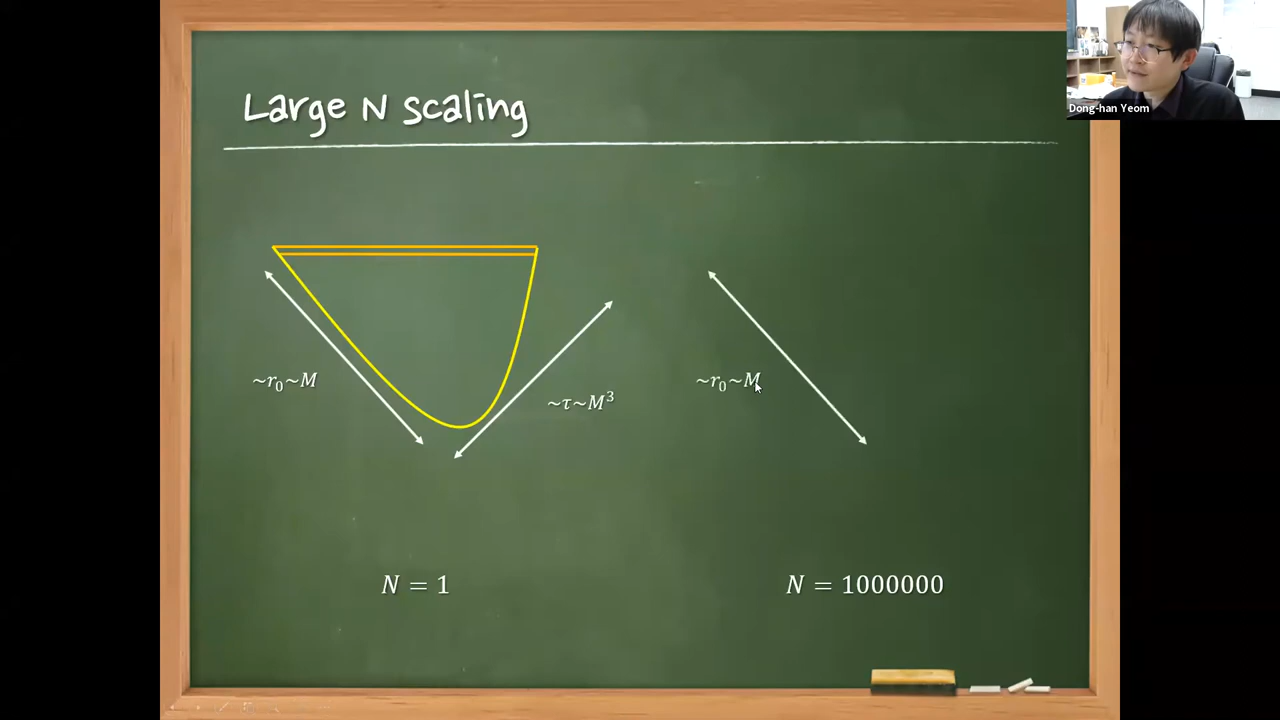 Large N scaling
Dong-han Yeom
~r₀~M
~τ~M³
~r₀~M
N = 1
N = 1000000